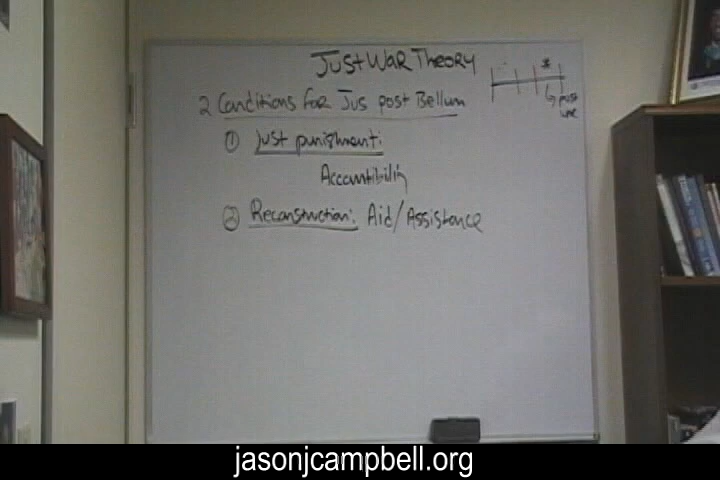 Just War Theory
*
↳ post
war
2 Conditions for Jus post Bellum
① just punishment:
Accountibility
② Reconstruction: Aid/Assistance
jasonjcampbell.org